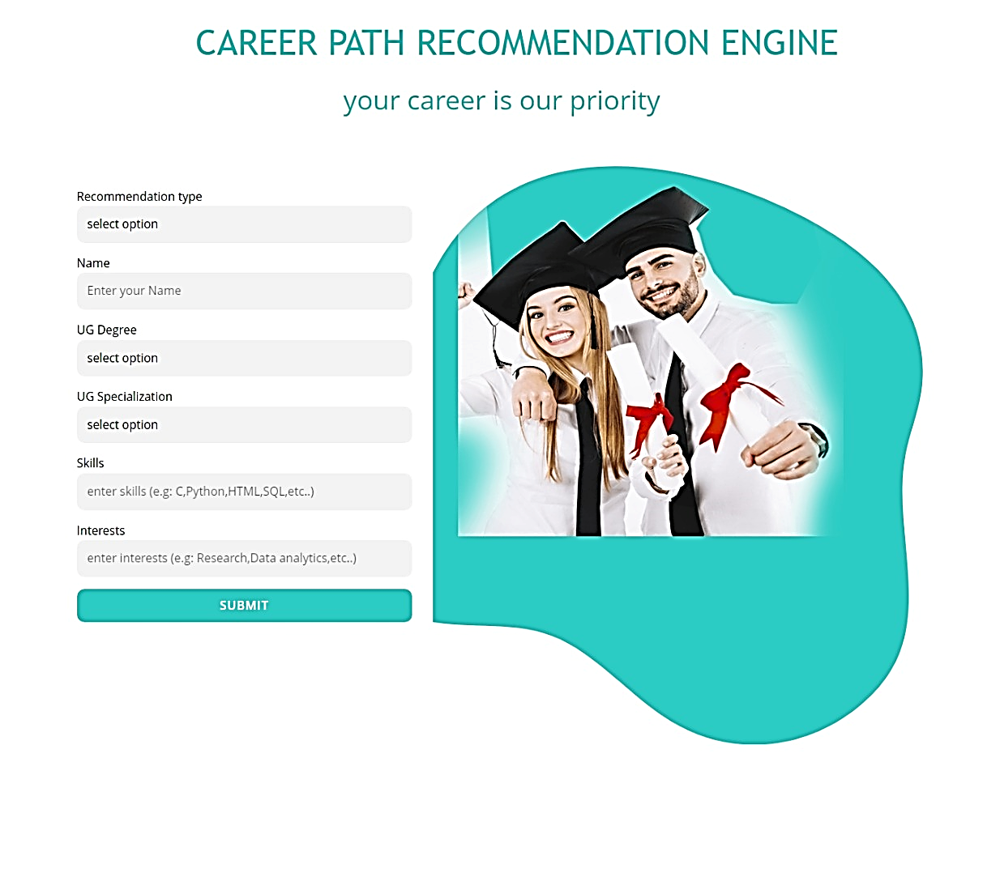 CAREER PATH RECOMMENDATION ENGINE
your career is our priority
Recommendation type
select option
Name
Enter your Name
UG Degree
select option
UG Specialization
select option
Skills
enter skills (e.g: C,Python,HTML,SQL,etc..)
Interests
enter interests (e.g: Research,Data analytics,etc..)
SUBMIT